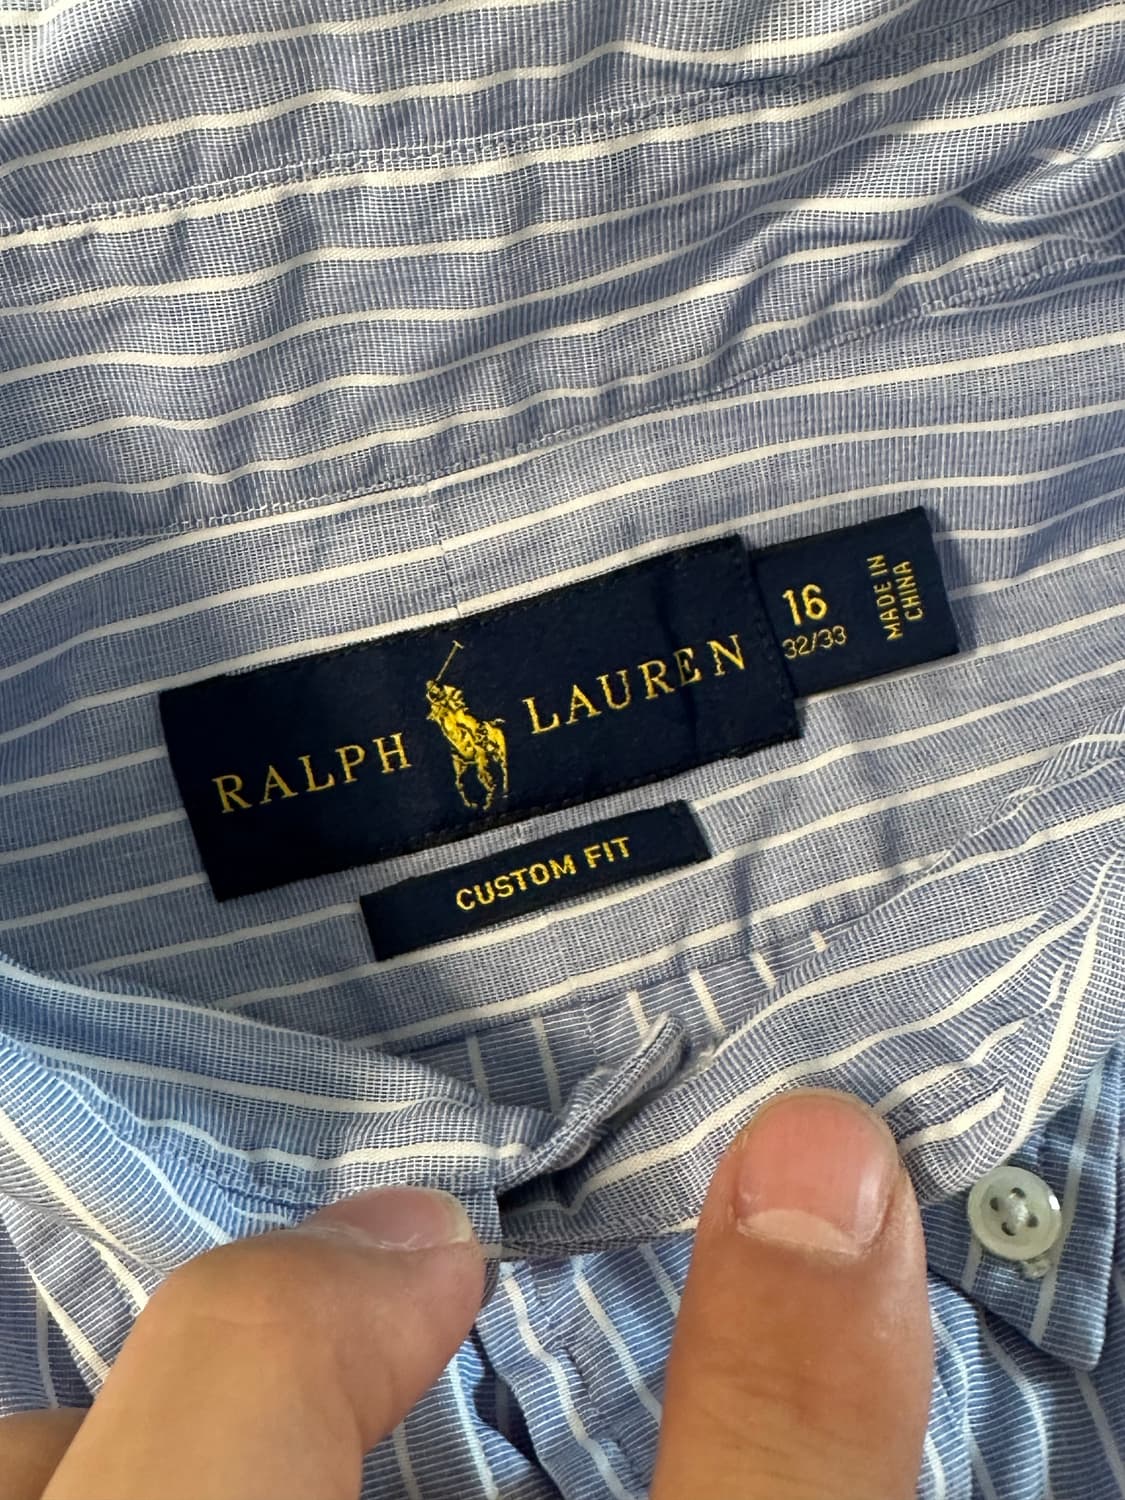 RALPH LAUREN
16
32/33
MADE IN
CHINA
CUSTOM FIT